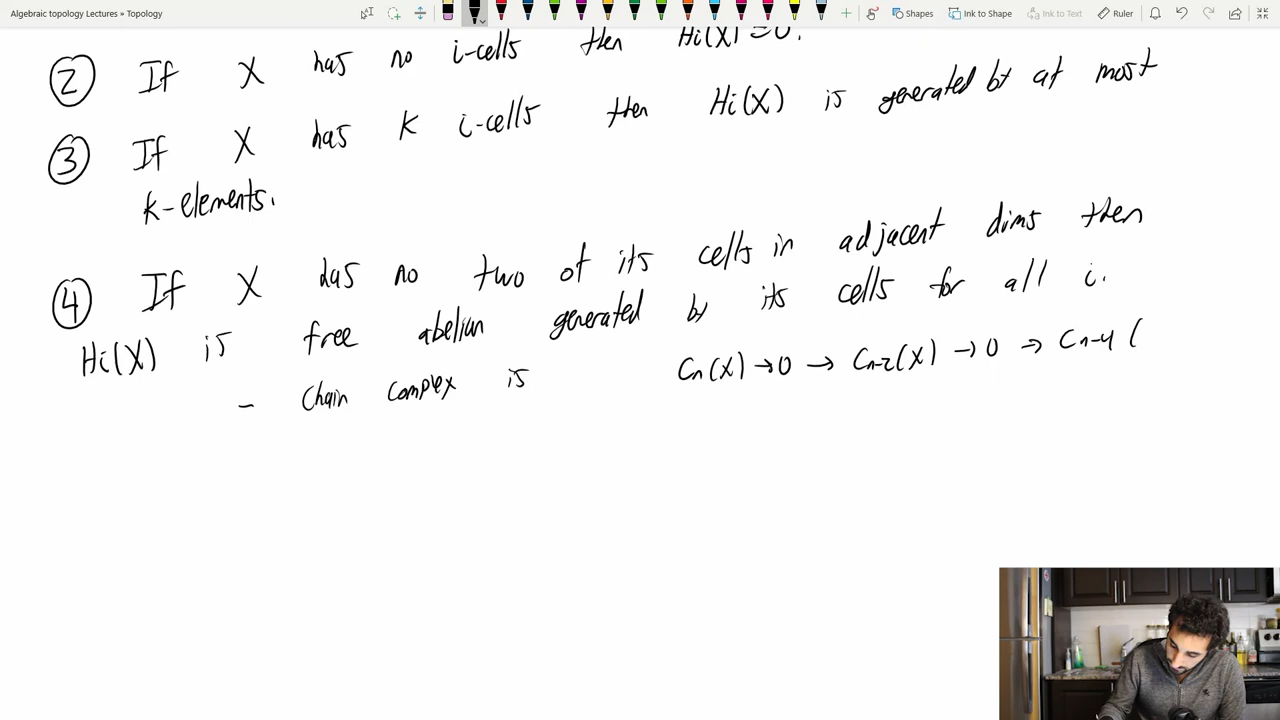 Algebraic topology Lectures » Topology
Shapes Ink to Shape Ink to Text Ruler
② If X has no i-cells then Hi(X)=0.
③ If X has k i-cells then Hi(X) is generated by at most
k-elements.
④ If X has no two of its cells in adjacent dims then
Hi(X) is free abelian generated by its cells for all i.
- Chain complex is Cn(X) → 0 → Cn-2(X) → 0 → Cn-4(